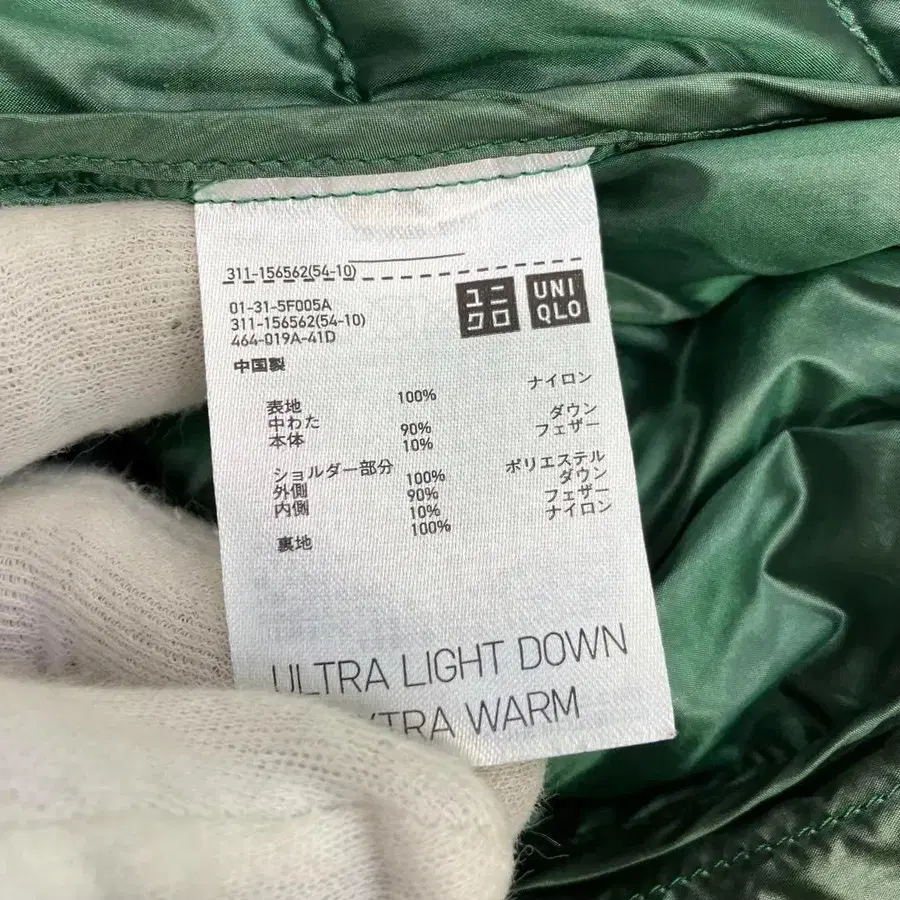 311-156562(54-10)
01-31-5F005A
311-156562(54-10)
464-019A-41D
ユニクロ
UNIQLO
中国製
表地 100% ナイロン
中わた
本体 90% ダウン
10% フェザー
ショルダー部分
外側 100% ポリエステル
内側 90% ダウン
10% フェザー
裏地 100% ナイロン
ULTRA LIGHT DOWN
WARM